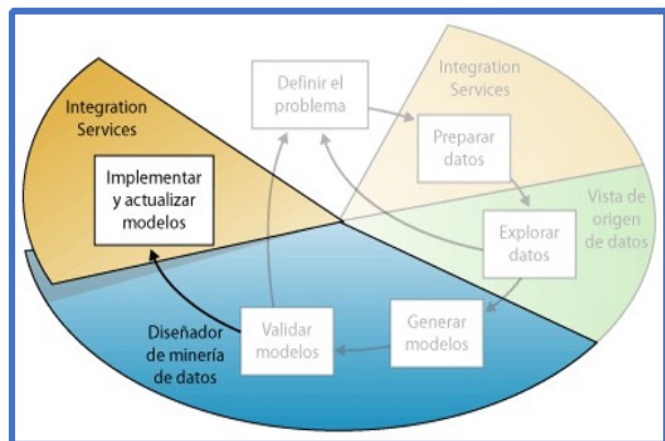 Definir el
problema
Integration
Services
Preparar
datos
Vista de
origen
de datos
Explorar
datos
Generar
modelos
Validar
modelos
Diseñador
de minería
de datos
Integration
Services
Implementar
y actualizar
modelos